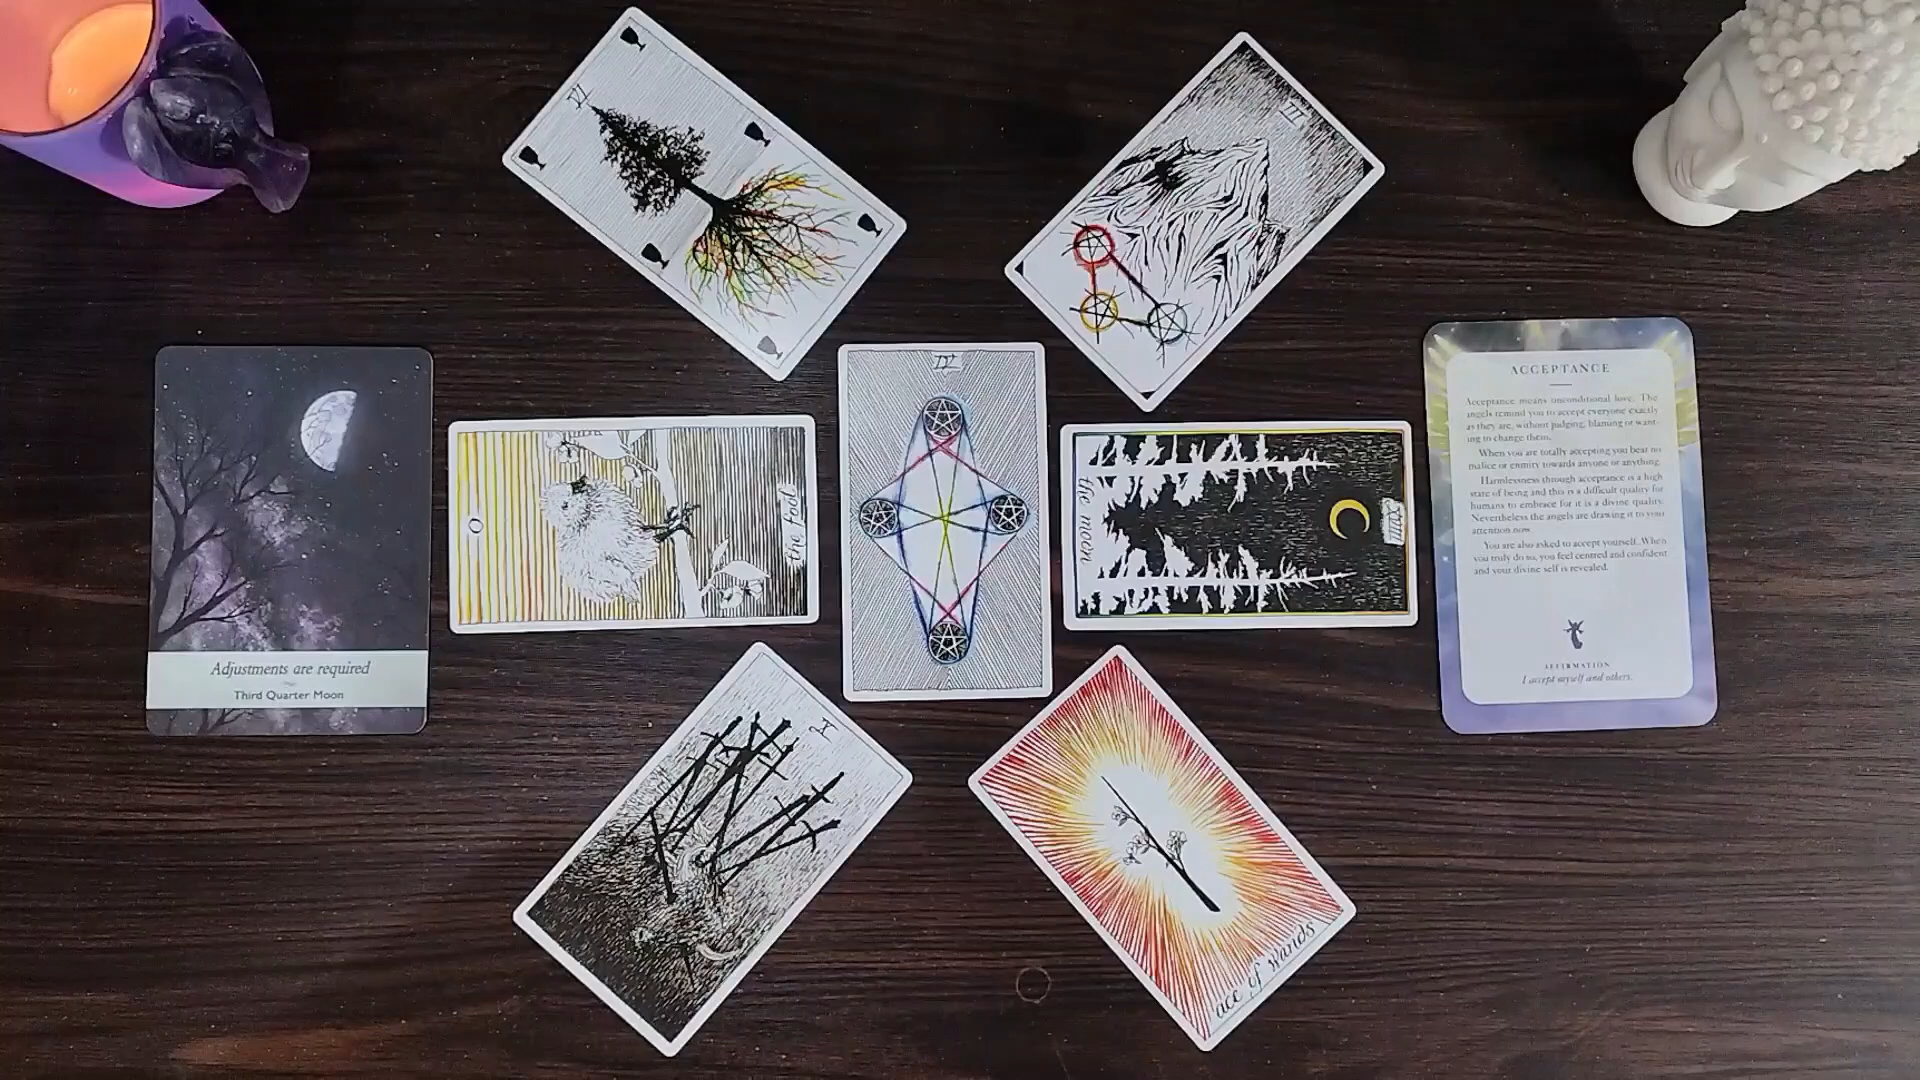 VI
III
IV
Adjustments are required
Third Quarter Moon
0
the fool
the moon
XVIII
ACCEPTANCE
Acceptance means unconditional love. The
angels remind you to accept everyone exactly
as they are, without judging, blaming or want-
ing to change them.
When you are totally accepting you bear no
malice or enmity towards anyone or anything.
Harmlessness through acceptance is a high
state of being and this is a difficult quality for
humans to embrace for it is a divine quality.
Nevertheless the angels are drawing it to your
attention now.
You are also asked to accept yourself. When
you truly do so, you feel centred and confident
and your divine self is revealed.
AFFIRMATION
I accept myself and others.
X
ace of wands